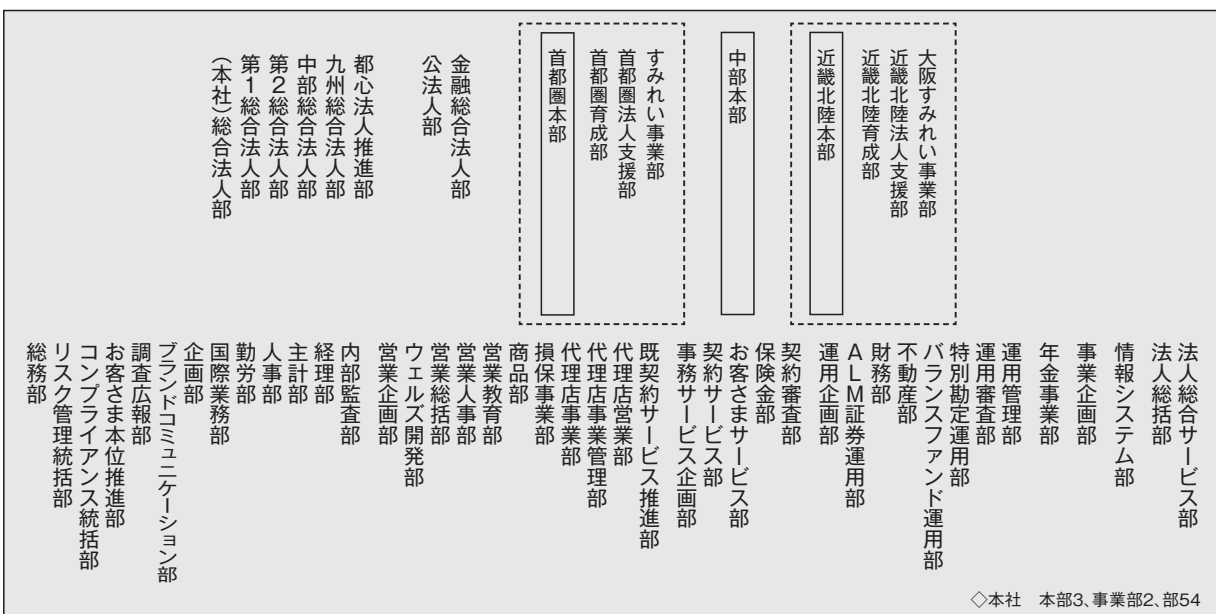 （本社）総合法人部
第1総合法人部
第2総合法人部
中部総合法人部
九州総合法人部
都心法人推進部
公法人部
金融総合法人部
首都圏本部
首都圏育成部
首都圏法人支援部
すみれい事業部
中部本部
近畿北陸本部
近畿北陸育成部
近畿北陸法人支援部
大阪すみれい事業部
総務部
リスク管理統括部
コンプライアンス統括部
お客さま本位推進部
調査広報部
ブランドコミュニケーション部
企画部
国際業務部
勤労部
人事部
主計部
経理部
内部監査部
営業企画部
ウェルズ開発部
営業総括部
営業人事部
営業教育部
商品部
損保事業部
代理店事業部
代理店事業管理部
代理店営業部
既契約サービス推進部
事務サービス企画部
契約サービス部
お客さまサービス部
保険金部
契約審査部
運用企画部
ALM証券運用部
財務部
不動産部
バランスファンド運用部
特別勘定運用部
運用審査部
運用管理部
年金事業部
事業企画部
情報システム部
法人総括部
法人総合サービス部
◇本社　本部3、事業部2、部54